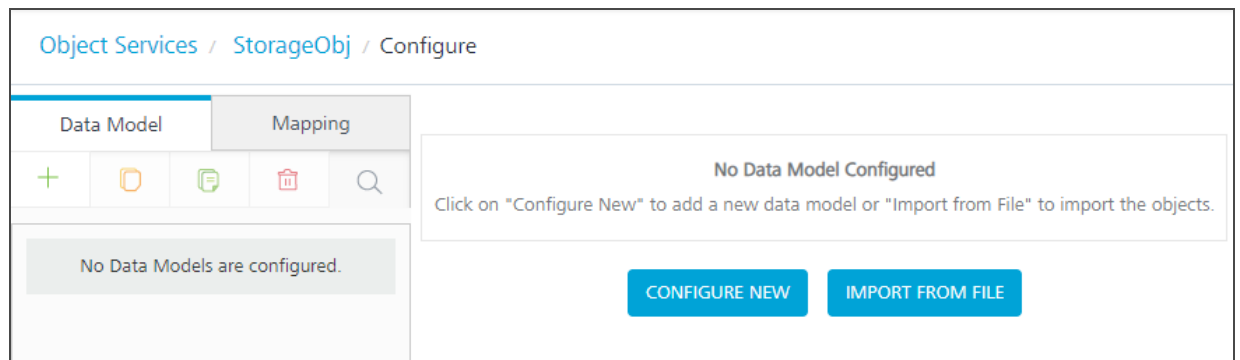 Object Services / StorageObj / Configure
Data Model
Mapping
No Data Model Configured
Click on "Configure New" to add a new data model or "Import from File" to import the objects.
No Data Models are configured.
CONFIGURE NEW
IMPORT FROM FILE